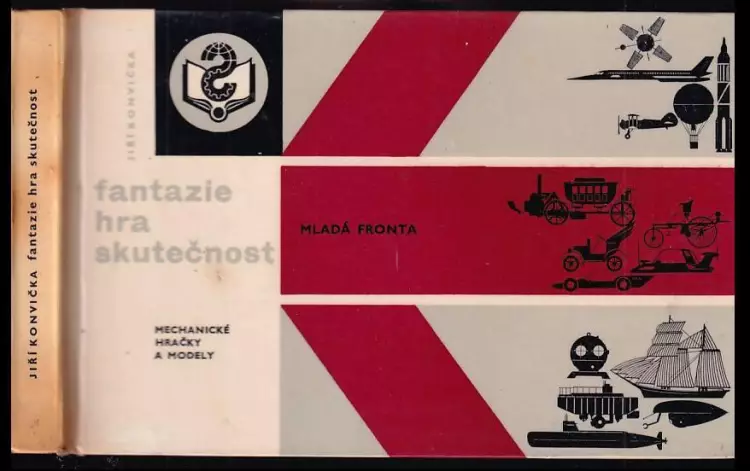 JIŘÍ KONVIČKA fantazie hra skutečnost
JIŘÍ KONVIČKA
fantazie
hra
skutečnost
MLADÁ FRONTA
MECHANICKÉ
HRAČKY
A MODELY